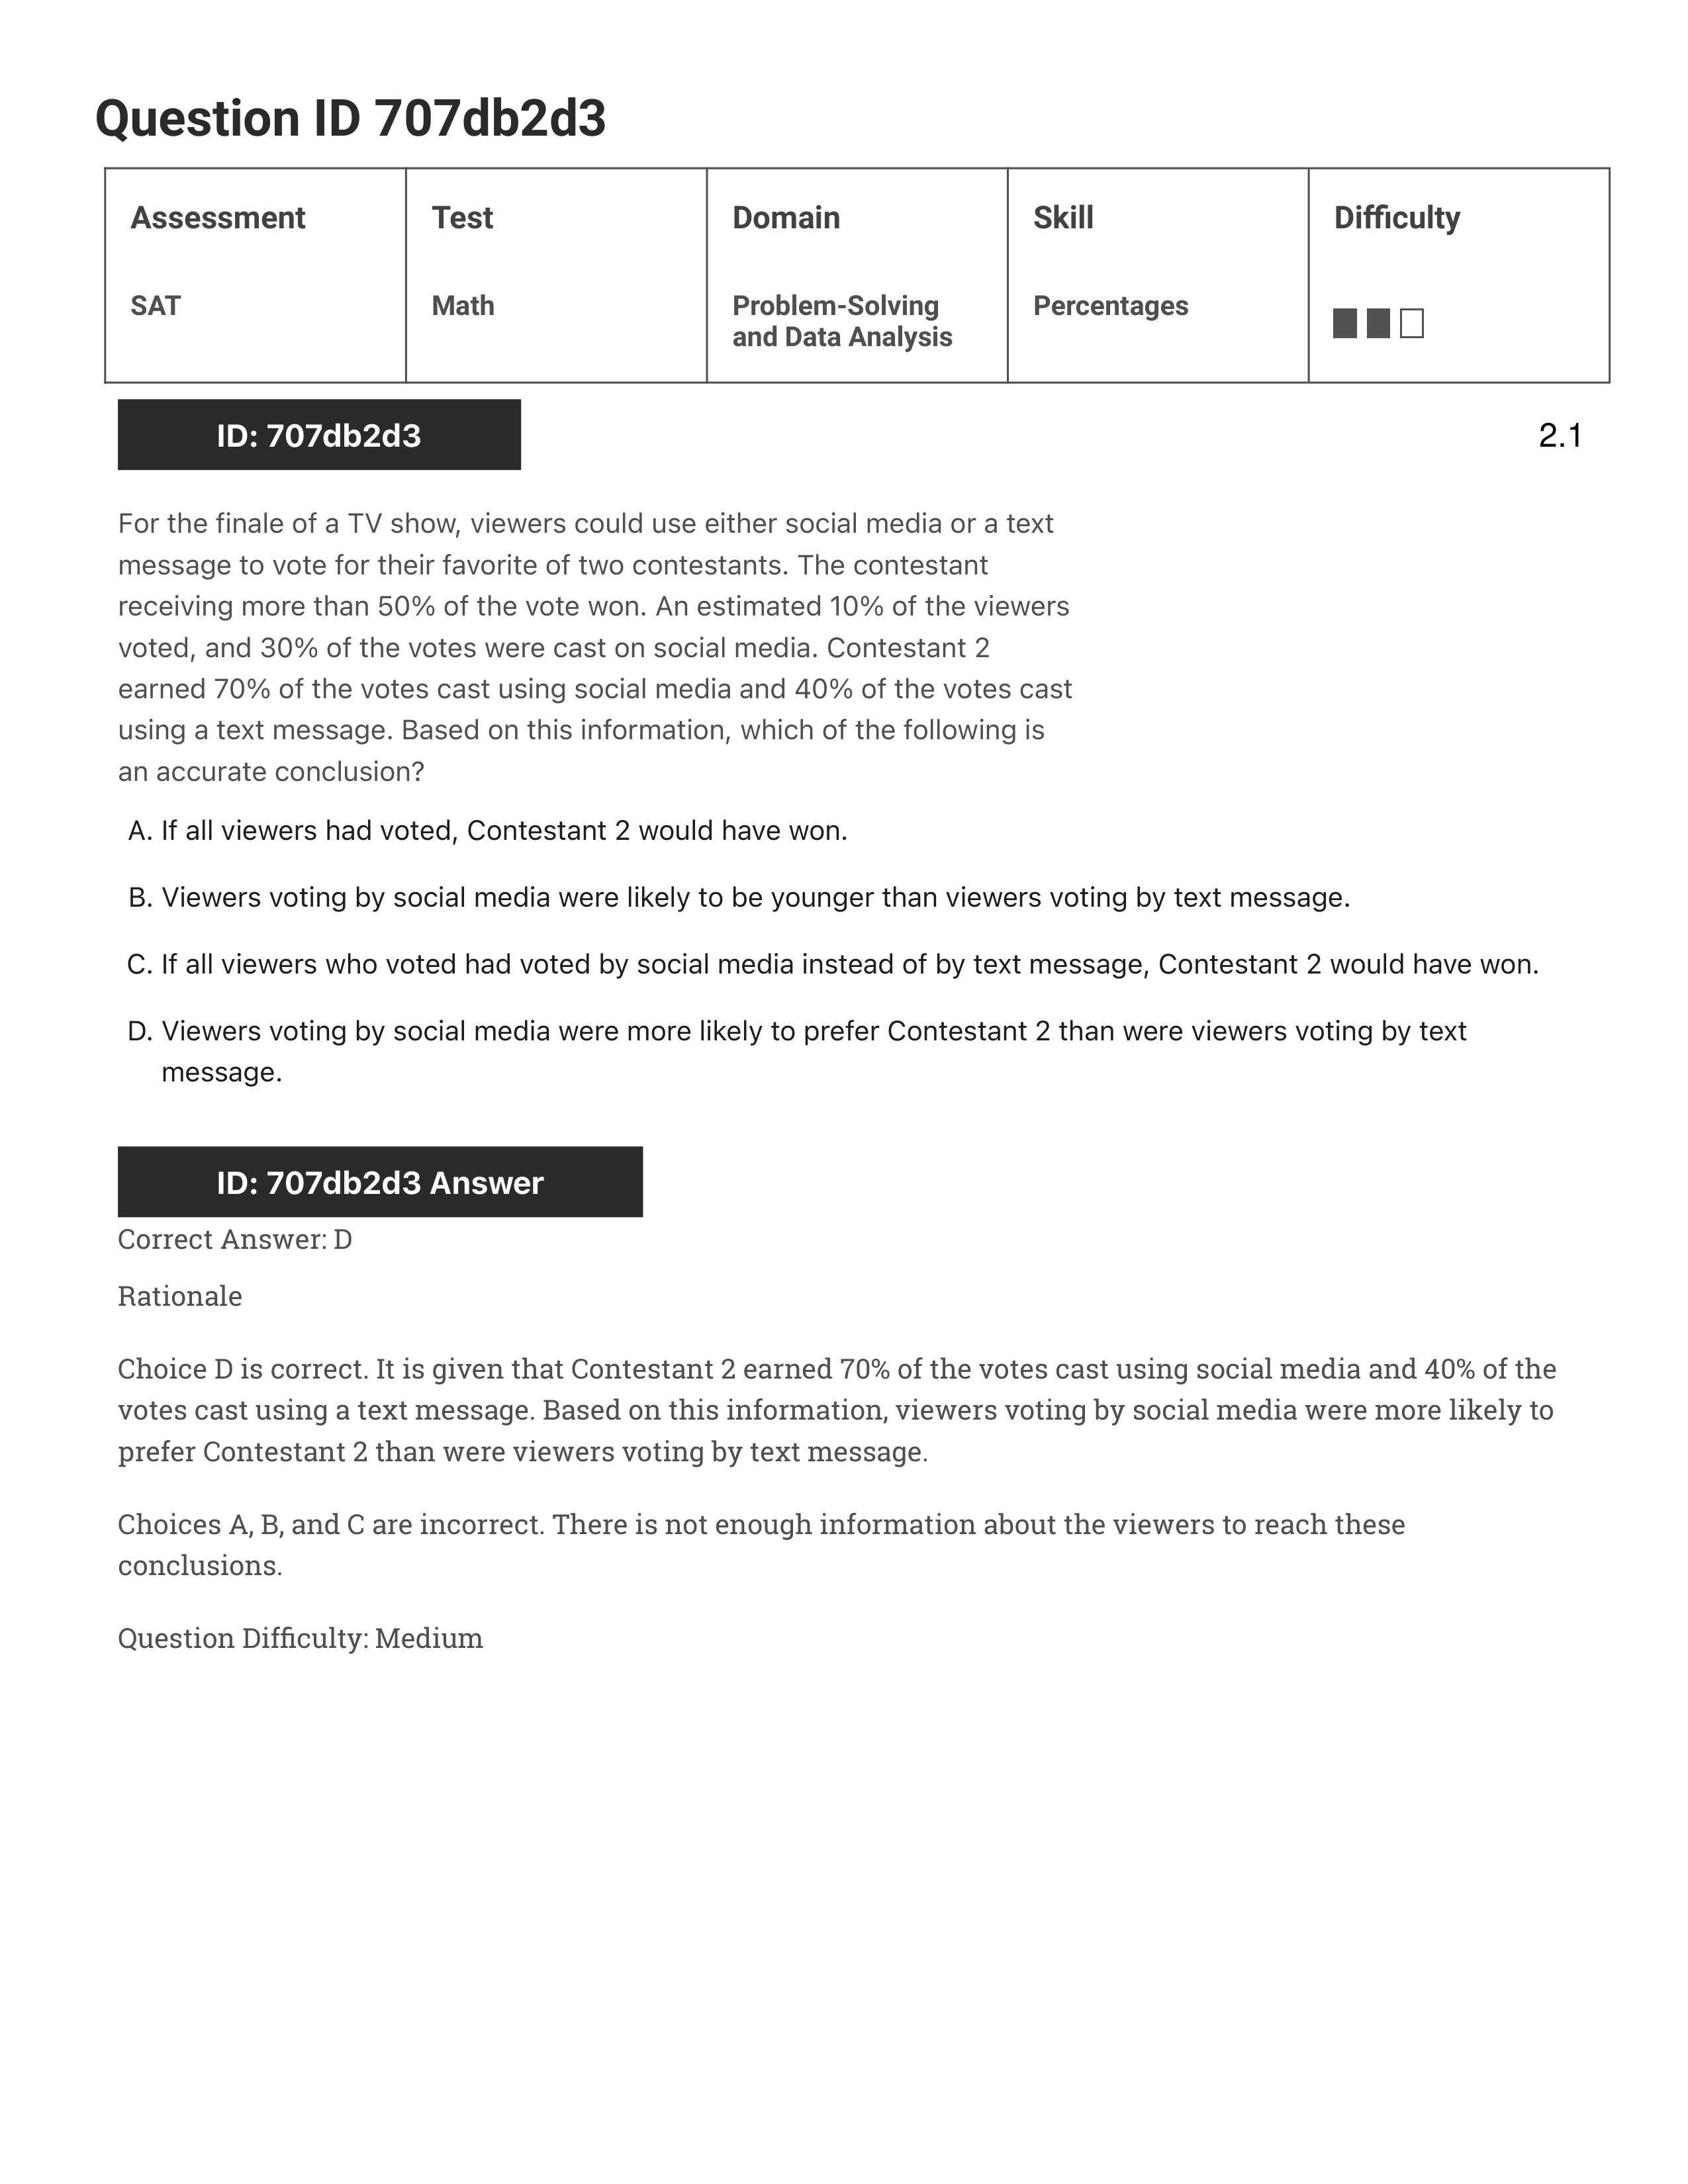 Question ID 707db2d3
Assessment Test Domain Skill Difficulty
SAT Math Problem-Solving and Data Analysis Percentages
ID: 707db2d3 2.1
For the finale of a TV show, viewers could use either social media or a text
message to vote for their favorite of two contestants. The contestant
receiving more than 50% of the vote won. An estimated 10% of the viewers
voted, and 30% of the votes were cast on social media. Contestant 2
earned 70% of the votes cast using social media and 40% of the votes cast
using a text message. Based on this information, which of the following is
an accurate conclusion?
A. If all viewers had voted, Contestant 2 would have won.
B. Viewers voting by social media were likely to be younger than viewers voting by text message.
C. If all viewers who voted had voted by social media instead of by text message, Contestant 2 would have won.
D. Viewers voting by social media were more likely to prefer Contestant 2 than were viewers voting by text
message.
ID: 707db2d3 Answer
Correct Answer: D
Rationale
Choice D is correct. It is given that Contestant 2 earned 70% of the votes cast using social media and 40% of the
votes cast using a text message. Based on this information, viewers voting by social media were more likely to
prefer Contestant 2 than were viewers voting by text message.
Choices A, B, and C are incorrect. There is not enough information about the viewers to reach these
conclusions.
Question Difficulty: Medium